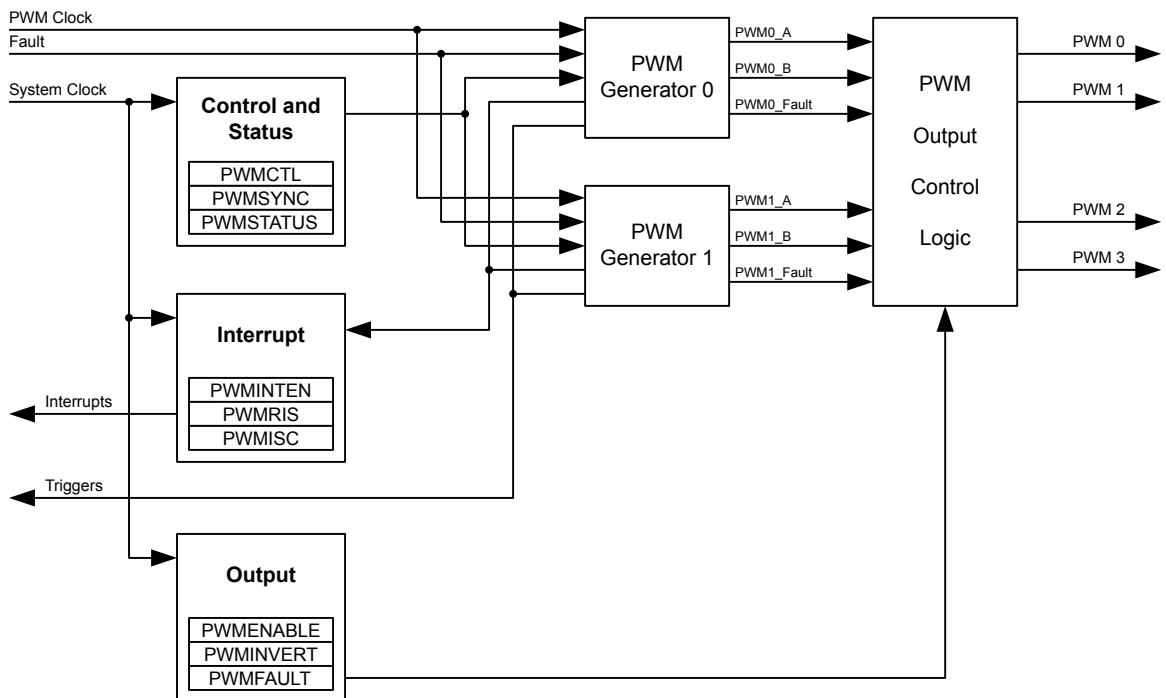 PWM Clock
Fault
System Clock
Control and
Status
PWMCTL
PWMSYNC
PWMSTATUS
Interrupt
PWMINTEN
PWMRIS
PWMISC
Interrupts
Triggers
Output
PWMENABLE
PWMINVERT
PWMFAULT
PWM
Generator 0
PWM0_A
PWM0_B
PWM0_Fault
PWM
Generator 1
PWM1_A
PWM1_B
PWM1_Fault
PWM
Output
Control
Logic
PWM 0
PWM 1
PWM 2
PWM 3